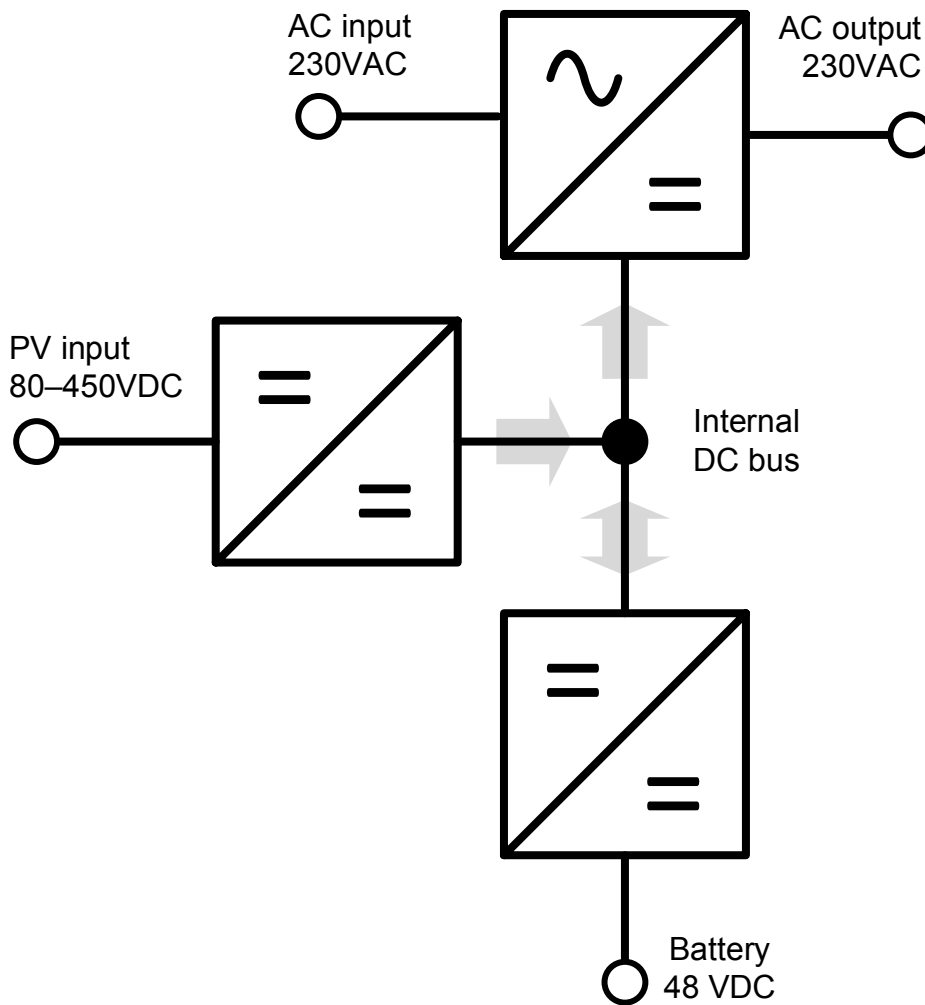 AC input
230VAC
AC output
230VAC
PV input
80–450VDC
Internal
DC bus
Battery
48 VDC